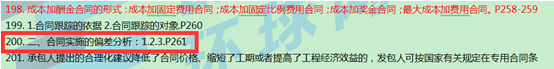 198. 成本加酬金合同的形式 :成本加固定费用合同 ;成本加固定比例费用合同 ;成本加奖金合同 ;最大成本加费用合同。P258-259
199. 1.合同跟踪的依据 2.合同跟踪的对象,P260
200. 二、合同实施的偏差分析：1.2.3.P261
201. 承包人提出的合理化建议降低了合同价格、缩短了工期或者提高了工程经济效益的，发包人可按国家有关规定在专用合同条